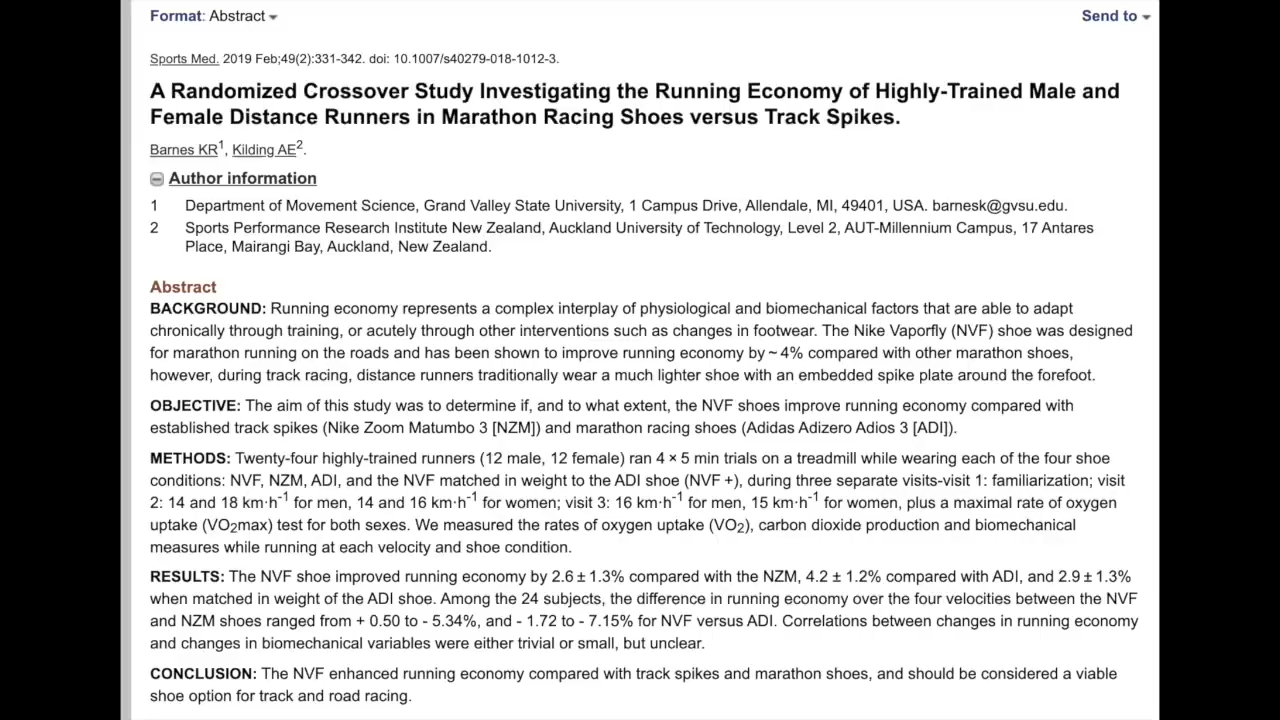 Format: Abstract
Send to
Sports Med. 2019 Feb;49(2):331-342. doi: 10.1007/s40279-018-1012-3.
A Randomized Crossover Study Investigating the Running Economy of Highly-Trained Male and
Female Distance Runners in Marathon Racing Shoes versus Track Spikes.
Barnes KR1, Kilding AE2.
Author information
1 Department of Movement Science, Grand Valley State University, 1 Campus Drive, Allendale, MI, 49401, USA. barnesk@gvsu.edu.
2 Sports Performance Research Institute New Zealand, Auckland University of Technology, Level 2, AUT-Millennium Campus, 17 Antares
Place, Mairangi Bay, Auckland, New Zealand.
Abstract
BACKGROUND: Running economy represents a complex interplay of physiological and biomechanical factors that are able to adapt
chronically through training, or acutely through other interventions such as changes in footwear. The Nike Vaporfly (NVF) shoe was designed
for marathon running on the roads and has been shown to improve running economy by ~ 4% compared with other marathon shoes,
however, during track racing, distance runners traditionally wear a much lighter shoe with an embedded spike plate around the forefoot.
OBJECTIVE: The aim of this study was to determine if, and to what extent, the NVF shoes improve running economy compared with
established track spikes (Nike Zoom Matumbo 3 [NZM]) and marathon racing shoes (Adidas Adizero Adios 3 [ADI]).
METHODS: Twenty-four highly-trained runners (12 male, 12 female) ran 4 × 5 min trials on a treadmill while wearing each of the four shoe
conditions: NVF, NZM, ADI, and the NVF matched in weight to the ADI shoe (NVF +), during three separate visits-visit 1: familiarization; visit
2: 14 and 18 km·h-1 for men, 14 and 16 km·h-1 for women; visit 3: 16 km·h-1 for men, 15 km·h-1 for women, plus a maximal rate of oxygen
uptake (VO2max) test for both sexes. We measured the rates of oxygen uptake (VO2), carbon dioxide production and biomechanical
measures while running at each velocity and shoe condition.
RESULTS: The NVF shoe improved running economy by 2.6 ± 1.3% compared with the NZM, 4.2 ± 1.2% compared with ADI, and 2.9 ± 1.3%
when matched in weight of the ADI shoe. Among the 24 subjects, the difference in running economy over the four velocities between the NVF
and NZM shoes ranged from + 0.50 to - 5.34%, and - 1.72 to - 7.15% for NVF versus ADI. Correlations between changes in running economy
and changes in biomechanical variables were either trivial or small, but unclear.
CONCLUSION: The NVF enhanced running economy compared with track spikes and marathon shoes, and should be considered a viable
shoe option for track and road racing.